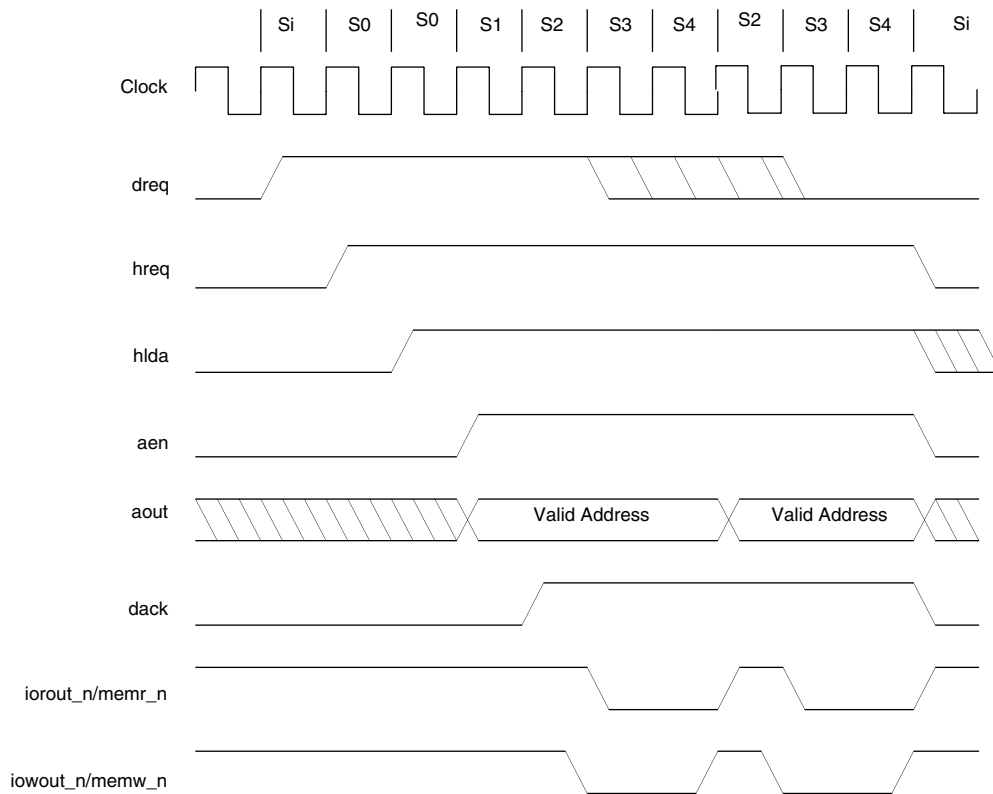 Si S0 S0 S1 S2 S3 S4 S2 S3 S4 Si
Clock
dreq
hreq
hlda
aen
aout Valid Address Valid Address
dack
iorout_n/memr_n
iowout_n/memw_n